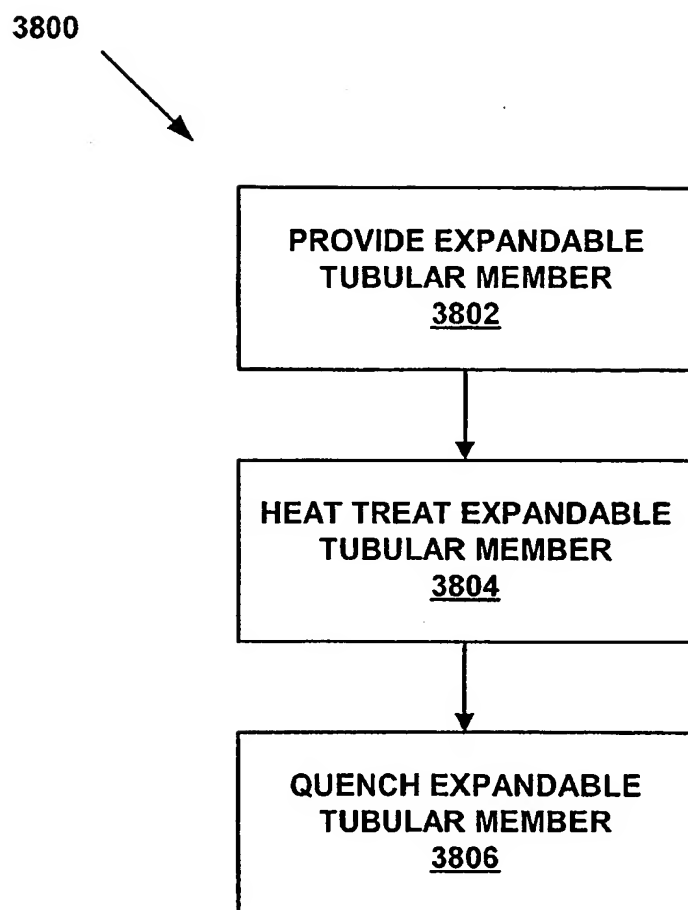 3800
PROVIDE EXPANDABLE
TUBULAR MEMBER
3802
HEAT TREAT EXPANDABLE
TUBULAR MEMBER
3804
QUENCH EXPANDABLE
TUBULAR MEMBER
3806